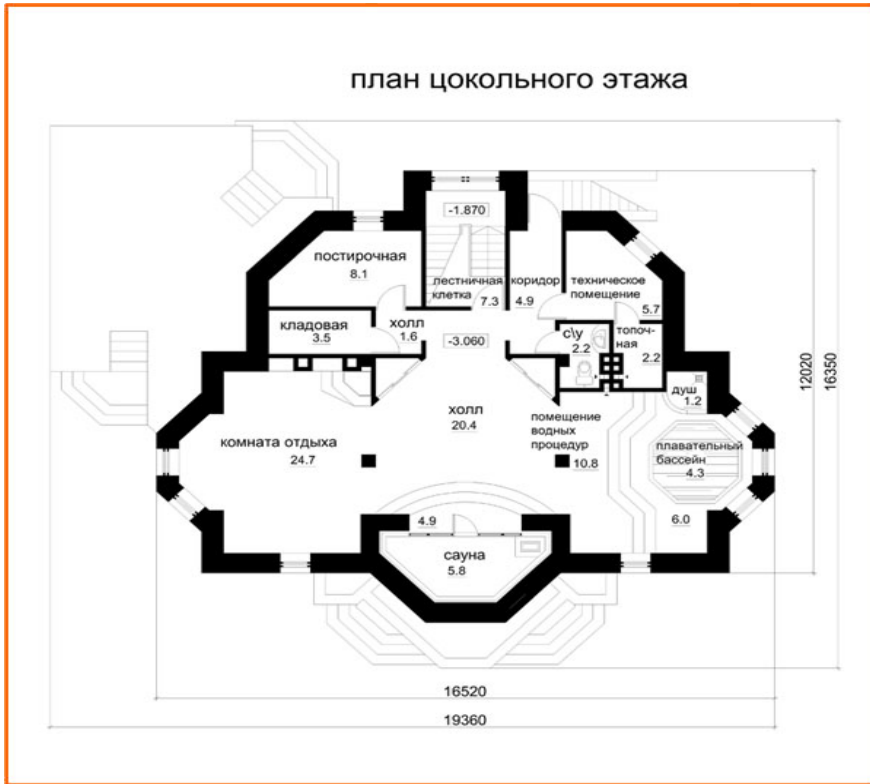 план цокольного этажа
-1.870
постирочная
8.1
лестничная
клетка
7.3
коридор
4.9
техническое
помещение
5.7
кладовая
3.5
холл
1.6
-3.060
с\у
2.2
топоч-
ная
2.2
душ
1.2
холл
20.4
комната отдыха
24.7
помещение
водных
процедур
10.8
плавательный
бассейн
4.3
6.0
4.9
сауна
5.8
12020
16350
16520
19360